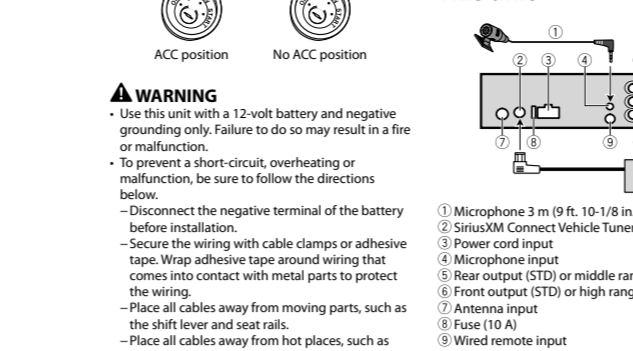 ACC position
No ACC position
WARNING
• Use this unit with a 12-volt battery and negative
grounding only. Failure to do so may result in a fire
or malfunction.
• To prevent a short-circuit, overheating or
malfunction, be sure to follow the directions
below.
– Disconnect the negative terminal of the battery
before installation.
– Secure the wiring with cable clamps or adhesive
tape. Wrap adhesive tape around wiring that
comes into contact with metal parts to protect
the wiring.
– Place all cables away from moving parts, such as
the shift lever and seat rails.
– Place all cables away from hot places, such as
①
② ③ ④
⑦ ⑧ ⑨
① Microphone 3 m (9 ft. 10-1/8 in.
② SiriusXM Connect Vehicle Tuner
③ Power cord input
④ Microphone input
⑤ Rear output (STD) or middle
⑥ Front output (STD) or high
⑦ Antenna input
⑧ Fuse (10 A)
⑨ Wired remote input